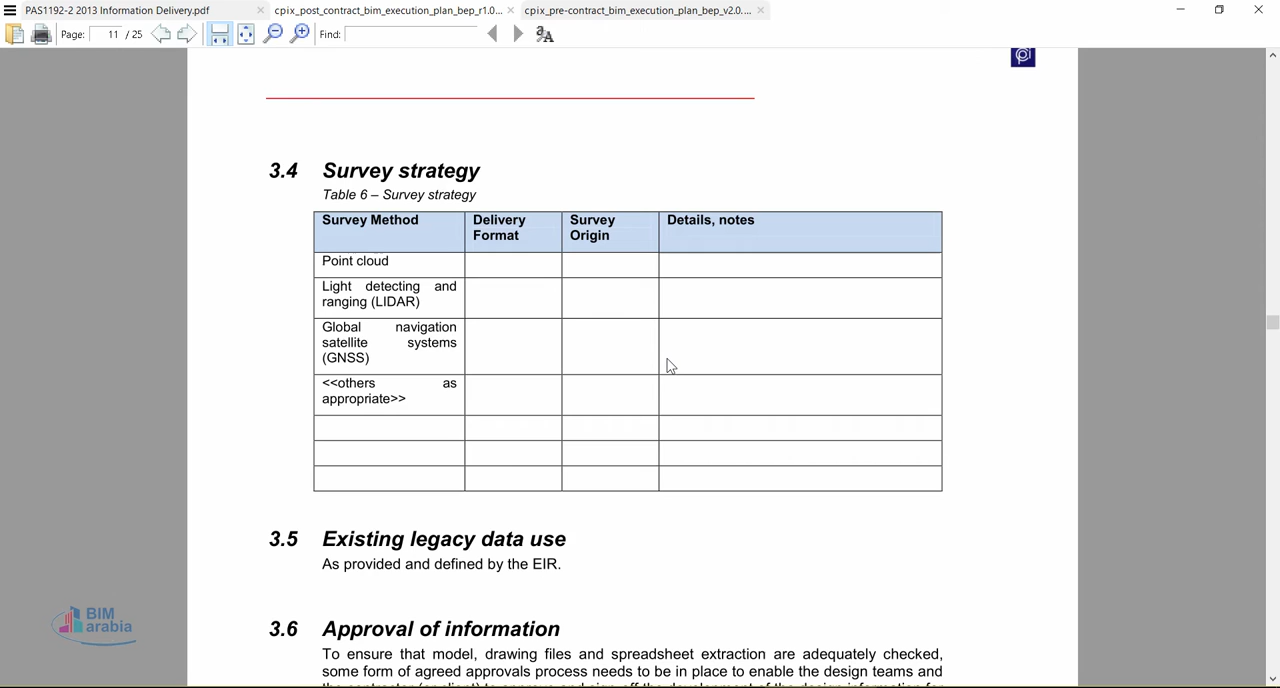 PAS1192-2 2013 Information Delivery.pdf
cpix_post_contract_bim_execution_plan_bep_r1.0...
cpix_pre-contract_bim_execution_plan_bep_v2.0....
Page: 11 / 25 Find:
3.4 Survey strategy
Table 6 – Survey strategy
Survey Method
Delivery Format
Survey Origin
Details, notes
Point cloud
Light detecting and
ranging (LIDAR)
Global navigation
satellite systems
(GNSS)
<<others as
appropriate>>
3.5 Existing legacy data use
As provided and defined by the EIR.
3.6 Approval of information
To ensure that model, drawing files and spreadsheet extraction are adequately checked,
some form of agreed approvals process needs to be in place to enable the design teams and
BIM
arabia